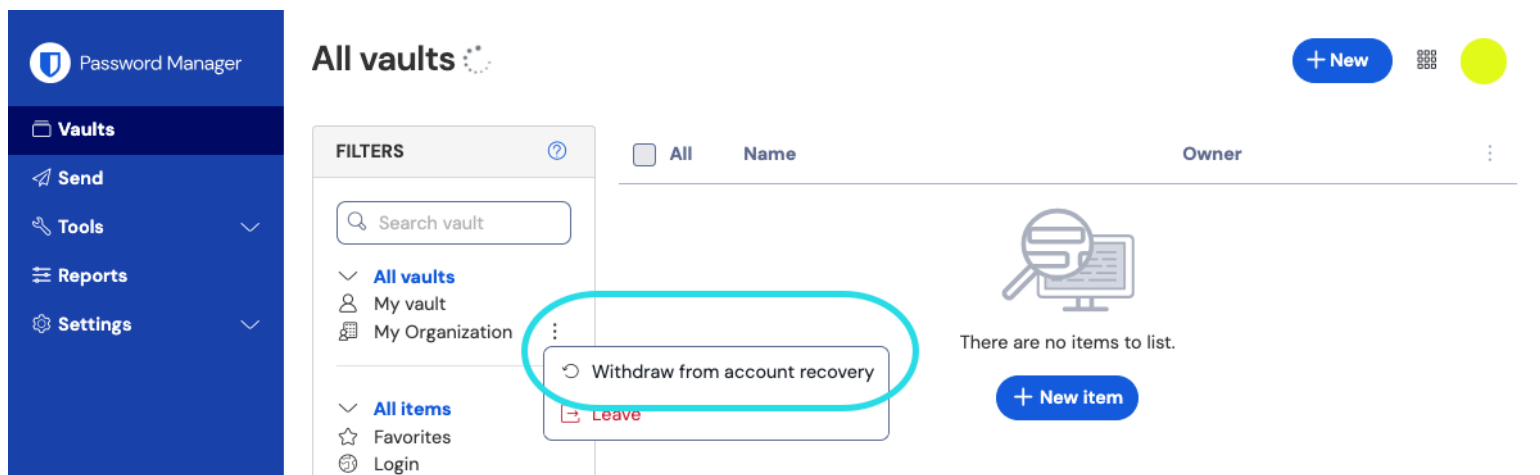 Password Manager
Vaults
Send
Tools
Reports
Settings
All vaults
New
FILTERS
Search vault
All vaults
My vault
My Organization
Withdraw from account recovery
Leave
All items
Favorites
Login
All Name Owner
There are no items to list.
New item